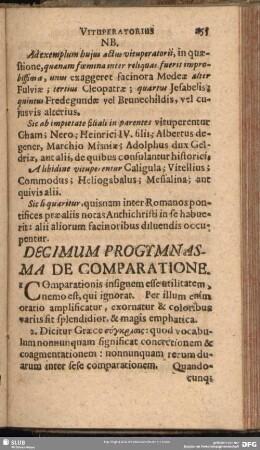 VITUPERATORIUS 255
NB.
Ad exemplum hujus actus vituperatorii, in quæ-
stione, quænam fœmina inter reliquas fuerit impro-
bissima, unus exaggeret facinora Medeæ alter
Fulviæ; tertius Cleopatræ; quartus Jesabelis;
quintus Fredegundæ vel Brunechildis, vel cu-
jusvis alterius.
Sic ab impietate filiali in parentes vituperentur
Cham; Nero; Heinrici IV. filii; Albertus de-
gener, Marchio Misniæ; Adolphus dux Gel-
driæ, ant alii, de quibus consulantur historici,
A libidine vituperentur Caligula; Vitellius;
Commodus; Heliogabalus; Messalina; aut
quivis alii.
Sic si quæritur, quisnam inter Romanos pon-
tifices præ aliis notas Antichristi in se habue-
rit: alii aliorum facinoribus diluendis occu-
pentur.
DECIMUM PROGYMNAS-
MA DE COMPARATIONE.
1. COmparationis insignem esse utilitatem,
nemo est, qui ignorat. Per illum enim
oratio amplificatur, exornatur & coloribus
variis fit splendidior. & magis emphatica.
2. Dicitur Græce σύγκρισις: quod vocabu-
lum nonnunquam significat concretionem &
coagmentationem: nonnunquam rerum du-
arum inter sese comparationem. Quando-
cunq;
SLUB
DFG